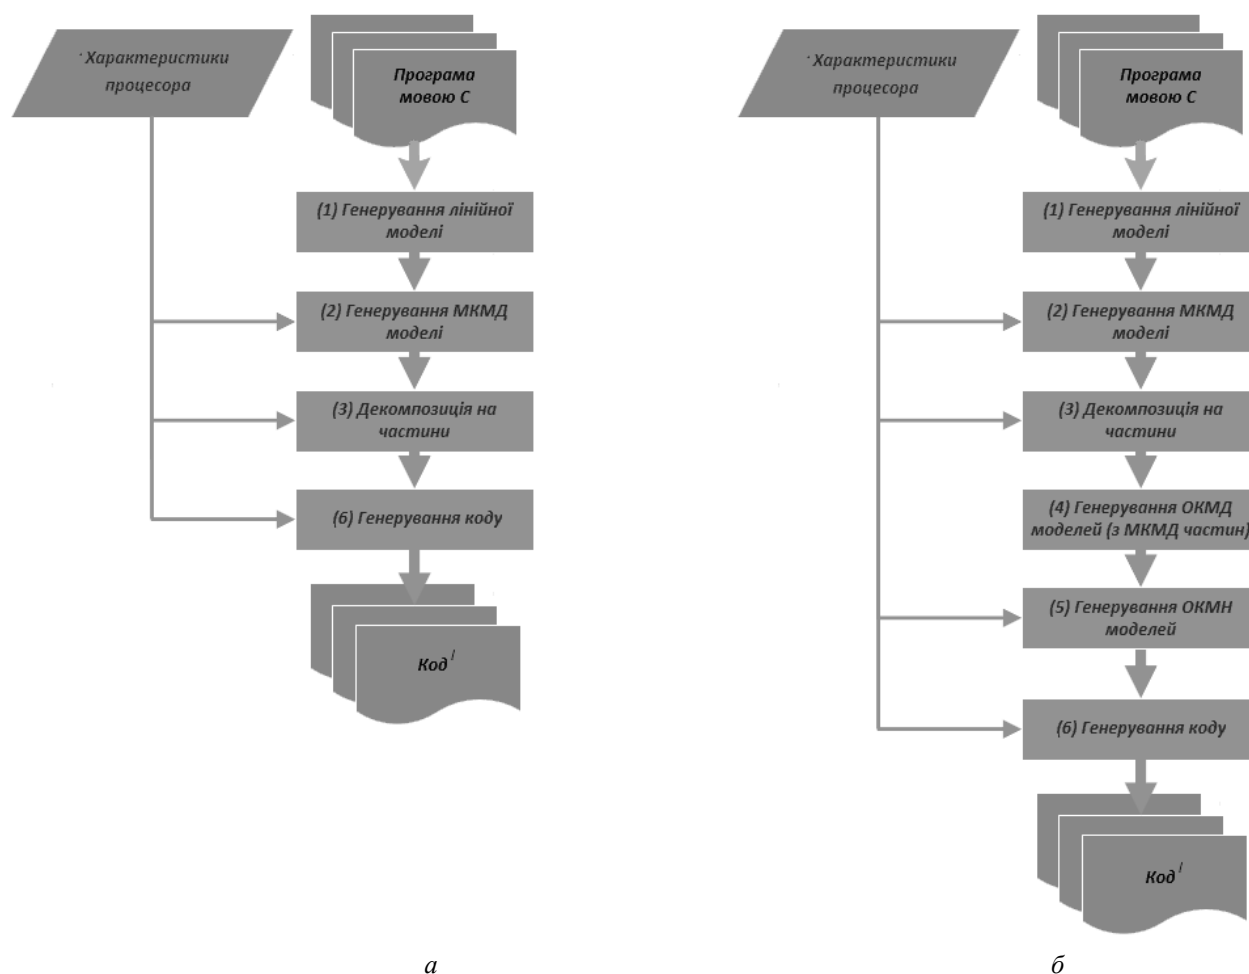 Характеристики
процесора
Програма
мовою С
(1) Генерування лінійної
моделі
(2) Генерування МКМД
моделі
(3) Декомпозиція на
частини
(6) Генерування коду
Код
а
Характеристики
процесора
Програма
мовою С
(1) Генерування лінійної
моделі
(2) Генерування МКМД
моделі
(3) Декомпозиція на
частини
(4) Генерування ОКМД
моделей (з МКМД частин)
(5) Генерування ОКМН
моделей
(6) Генерування коду
Код
б